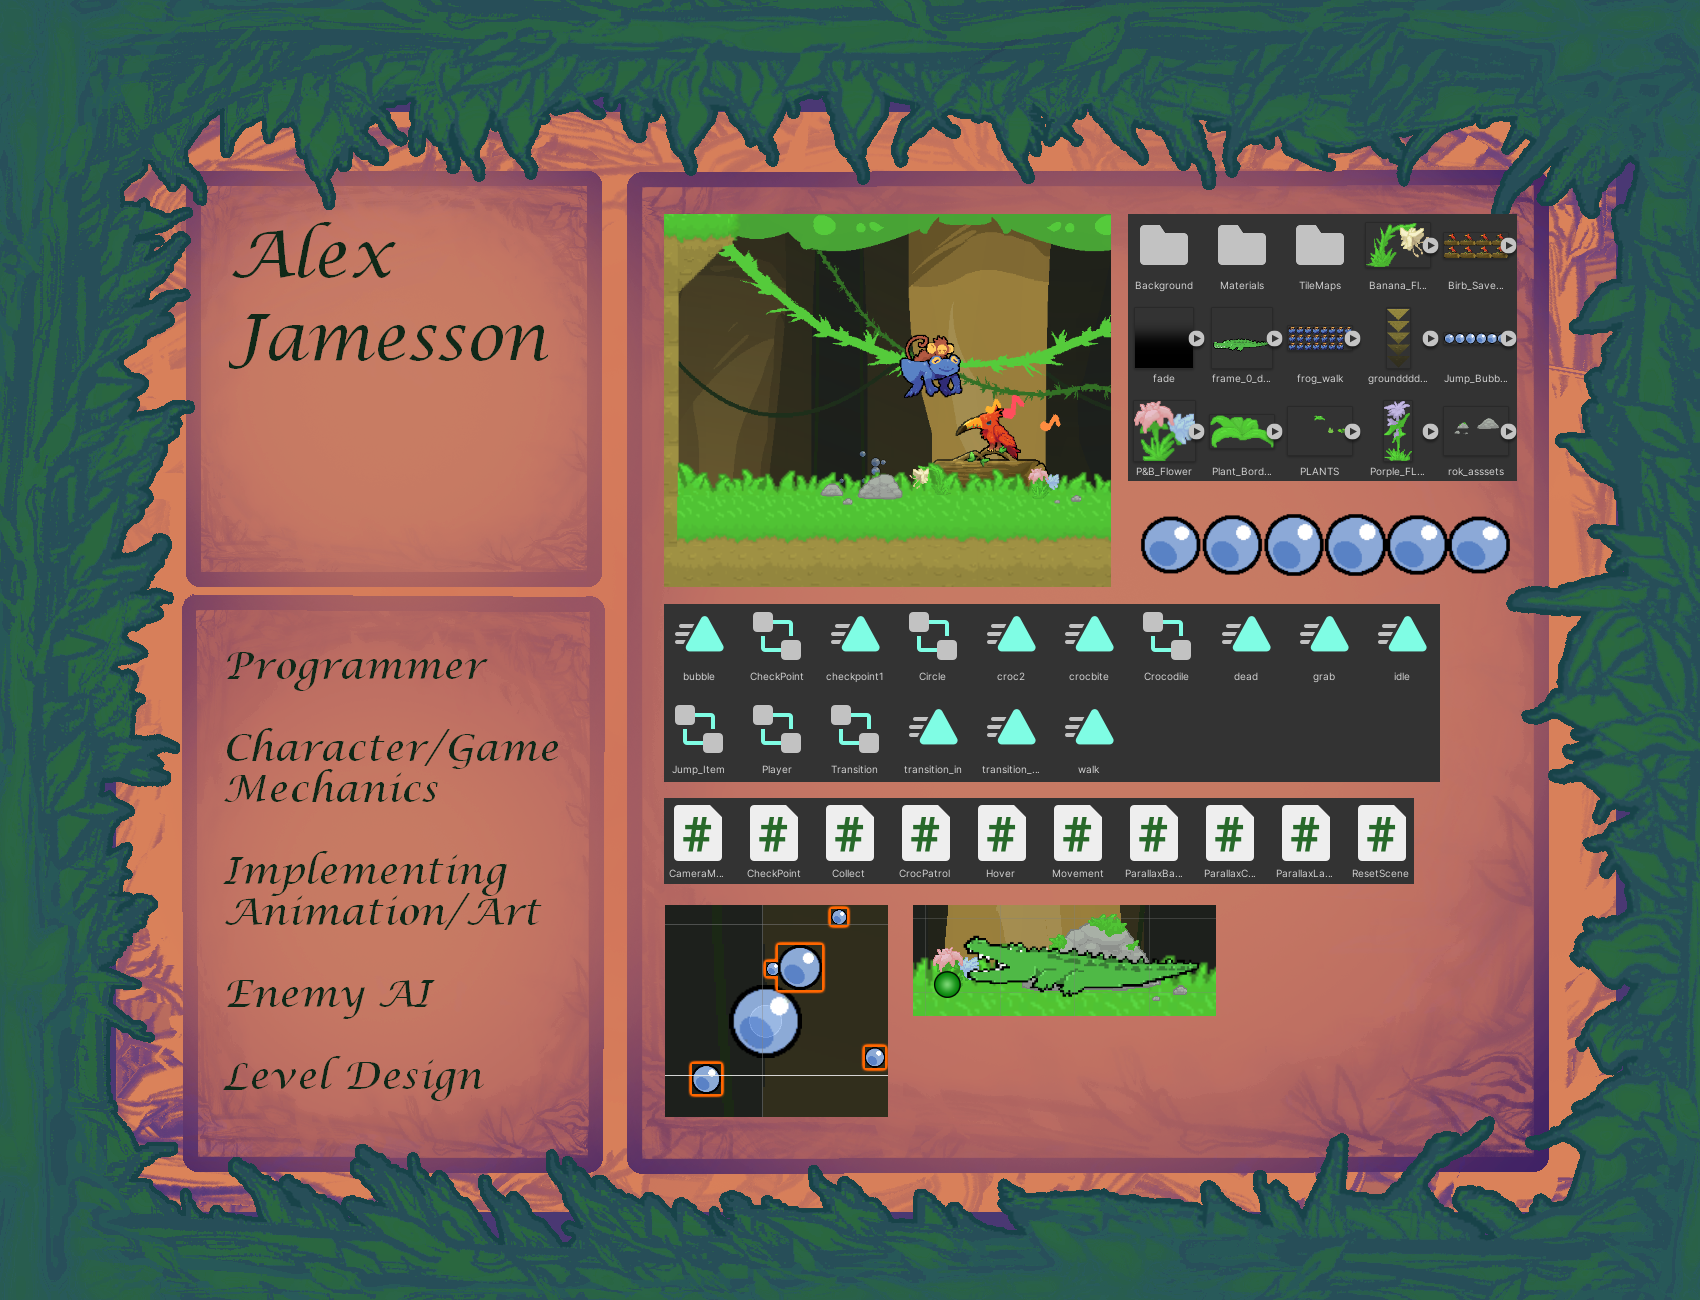 Alex
Jamesson
Programmer
Character/Game
Mechanics
Implementing
Animation/Art
Enemy AI
Level Design
Background Materials TileMaps Banana_Fl... Birb_Save...
fade frame_0_d... frog_walk groundddd... Jump_Bubb...
P&B_Flower Plant_Bord... PLANTS Porple_FL... rok_asssets
bubble CheckPoint checkpoint1 Circle croc2 crocbite Crocodile dead grab idle
Jump_Item Player Transition transition_in transition_... walk
# # # # # # # # # #
CameraM... CheckPoint Collect CrocPatrol Hover Movement ParallaxBa... ParallaxC... ParallaxLa... ResetScene